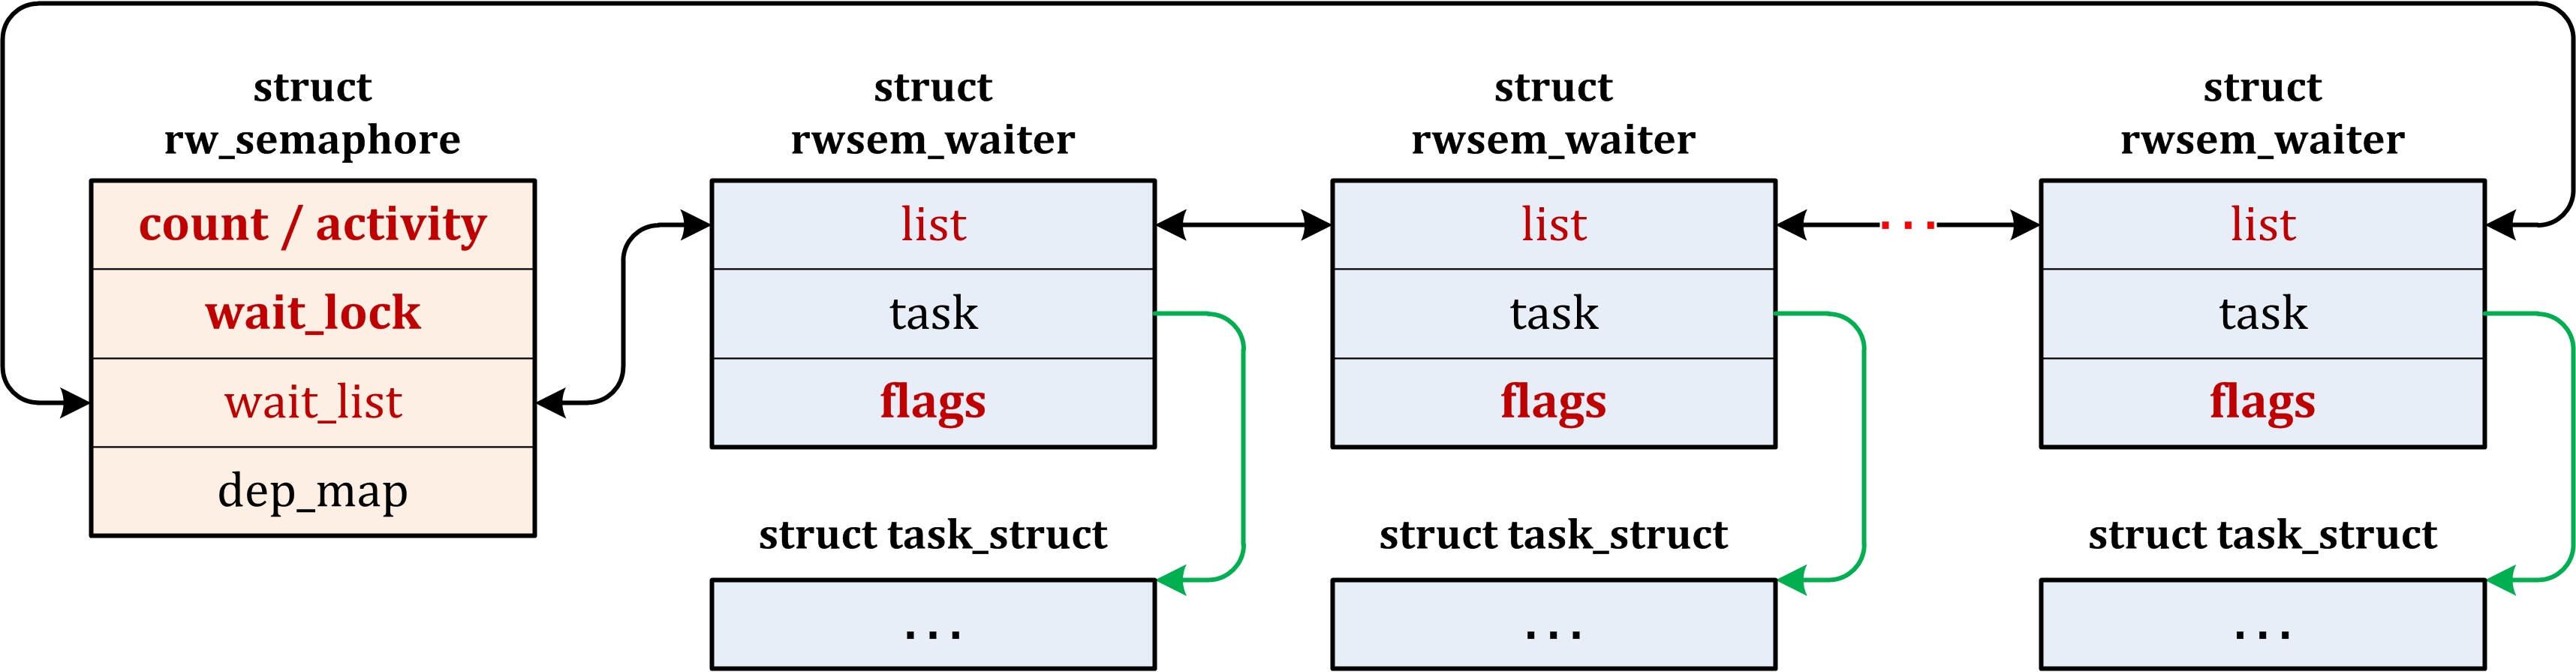 struct
rw_semaphore
count / activity
wait_lock
wait_list
dep_map
struct
rwsem_waiter
list
task
flags
struct task_struct
...
struct
rwsem_waiter
list
task
flags
struct task_struct
...
...
struct
rwsem_waiter
list
task
flags
struct task_struct
...